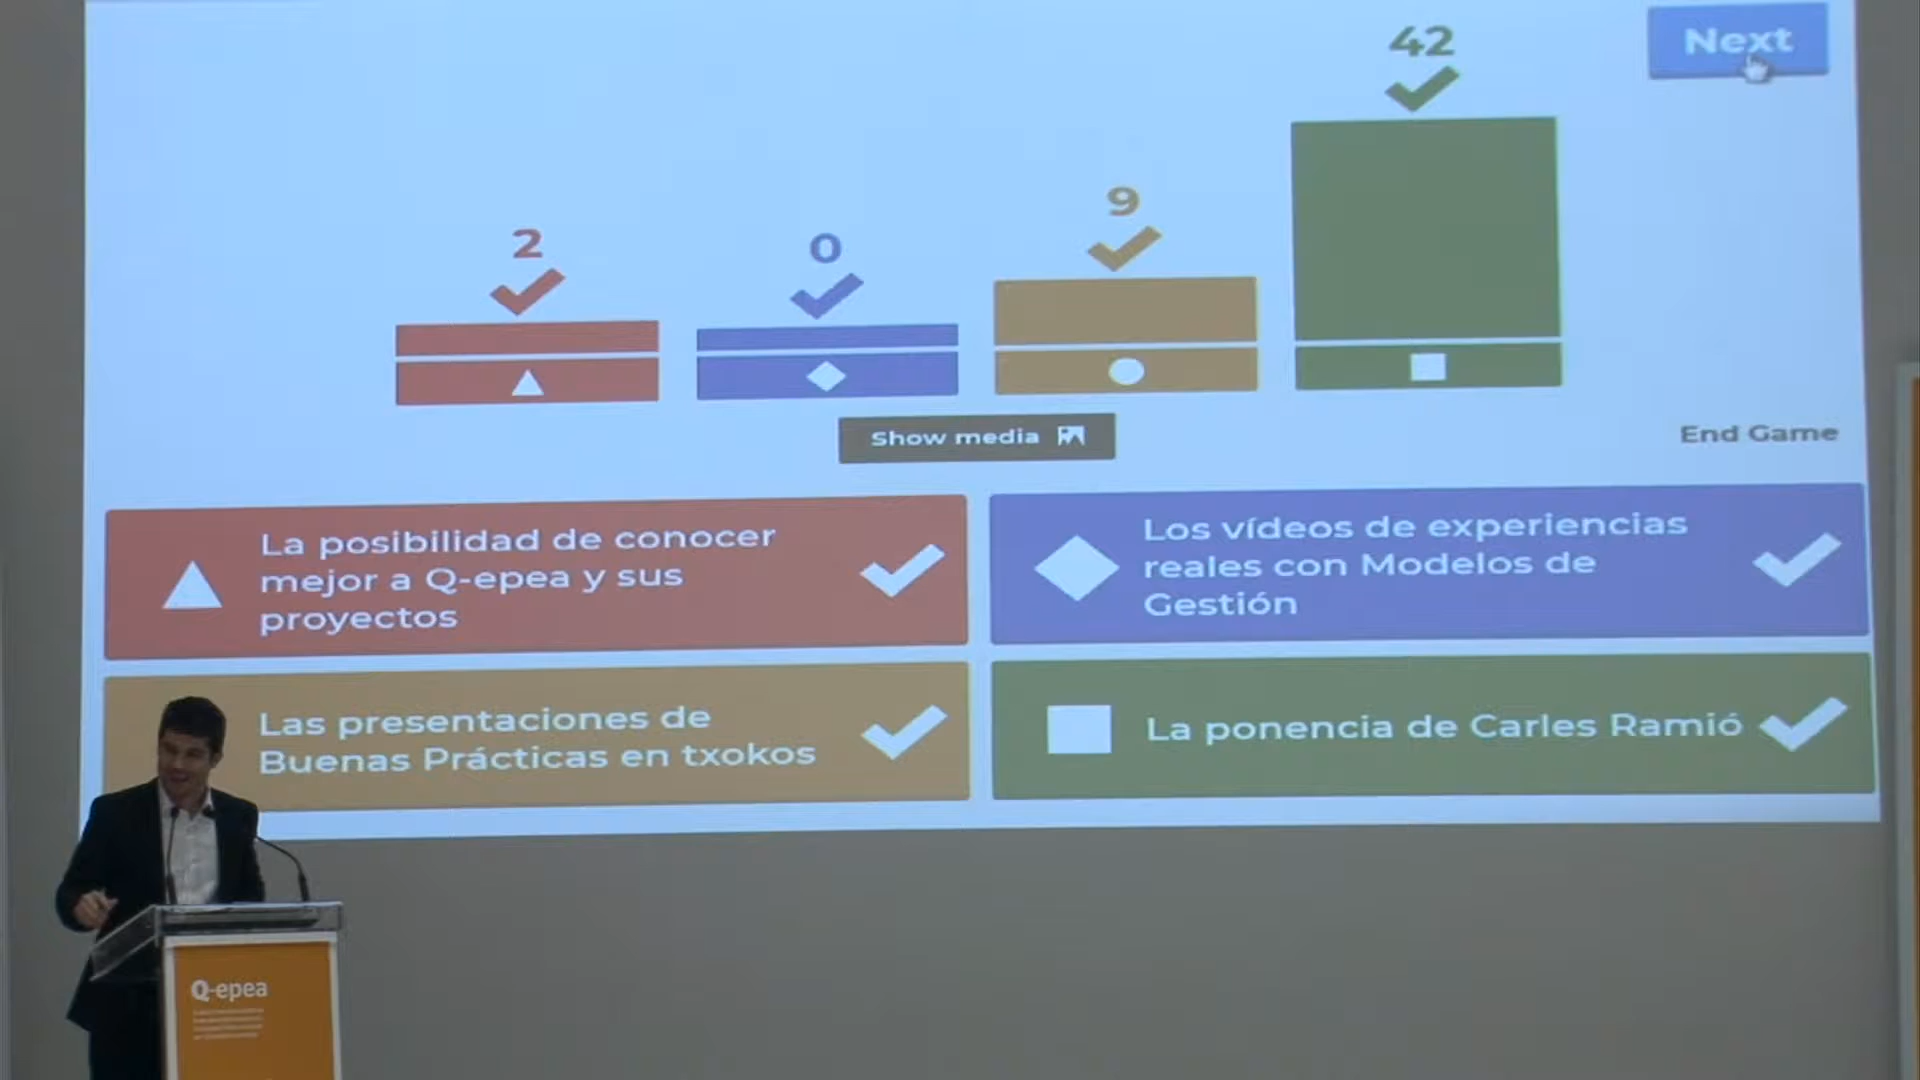 42
Next
9
2
0
Show media
End Game
La posibilidad de conocer
mejor a Q-epea y sus
proyectos
Los vídeos de experiencias
reales con Modelos de
Gestión
Las presentaciones de
Buenas Prácticas en txokos
La ponencia de Carles Ramió
Q-epea